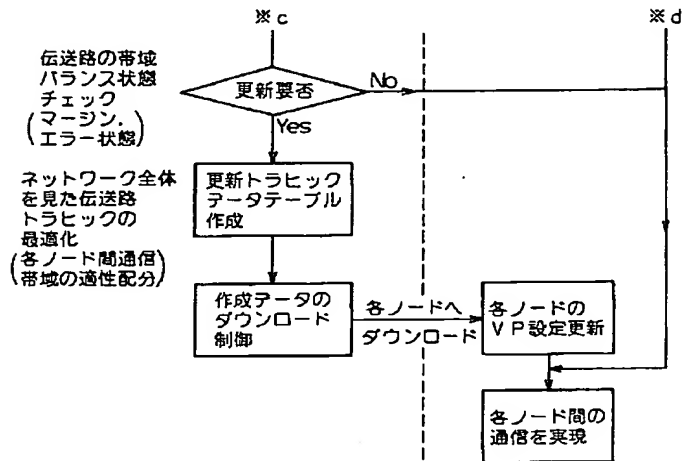 ※c
※d
伝送路の帯域
バランス状態
チェック
(マージン.
エラー状態)
更新要否
No
Yes
ネットワーク全体
を見た伝送路
トラヒックの
最適化
(各ノード間通信
帯域の適性配分)
更新トラヒック
データテーブル
作成
作成データの
ダウンロード
制御
各ノードへ
ダウンロード
各ノードの
VP設定更新
各ノード間の
通信を実現